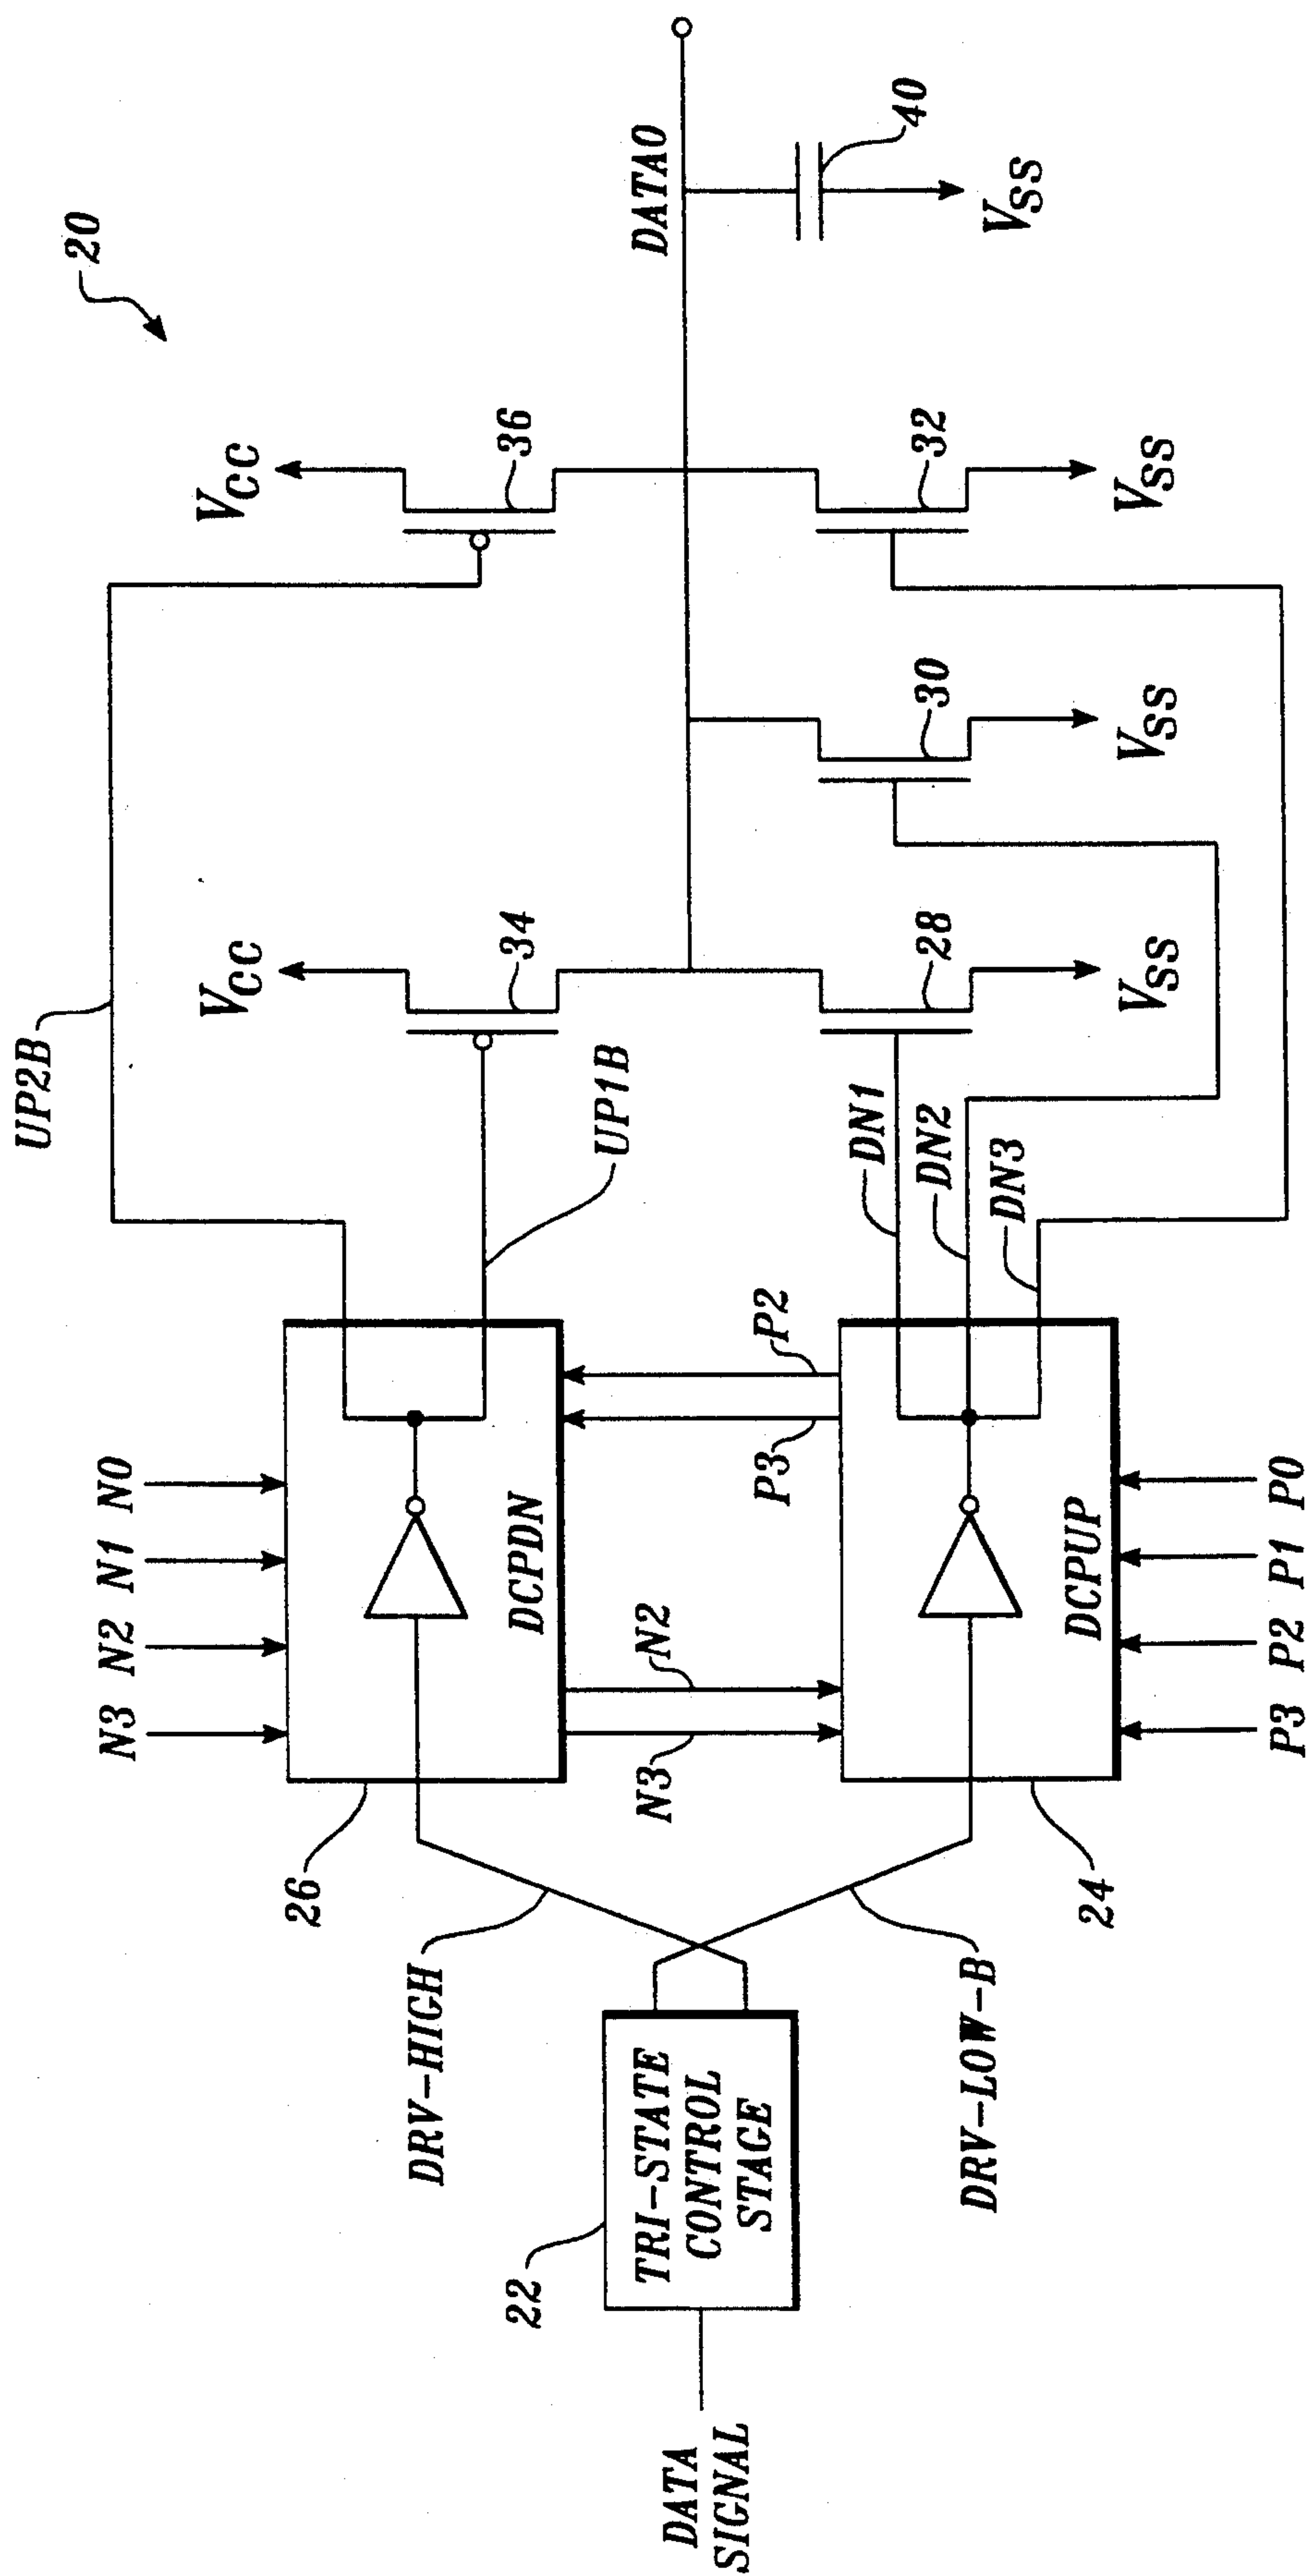 20
UP2B
VCC
VCC
36
34
N3 N2 N1 N0
26
DCPDN
UP1B
DATA0
40
VSS
DRV-HIGH
N3
N2
P3
P2
DATA
SIGNAL
22
TRI-STATE
CONTROL
STAGE
DN1
DN2
DN3
28
30
32
VSS
VSS
VSS
DRV-LOW-B
24
DCPUP
P3 P2 P1 P0